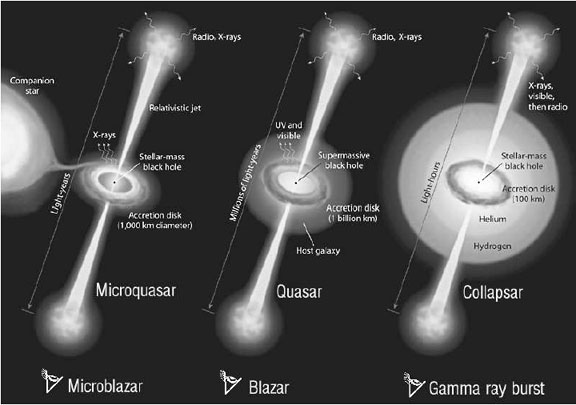 Companion
star
Radio, X-rays
Relativistic jet
X-rays
Stellar-mass
black hole
Light-years
Accretion disk
(1,000 km diameter)
Microquasar
Microblazar
Radio, X-rays
UV and
visible
Supermassive
black hole
Millions of light-years
Accretion disk
(1 billion km)
Host galaxy
Quasar
Blazar
X-rays,
visible,
then radio
Stellar-mass
black hole
Light-hours
Accretion disk
(100 km)
Helium
Hydrogen
Collapsar
Gamma ray burst